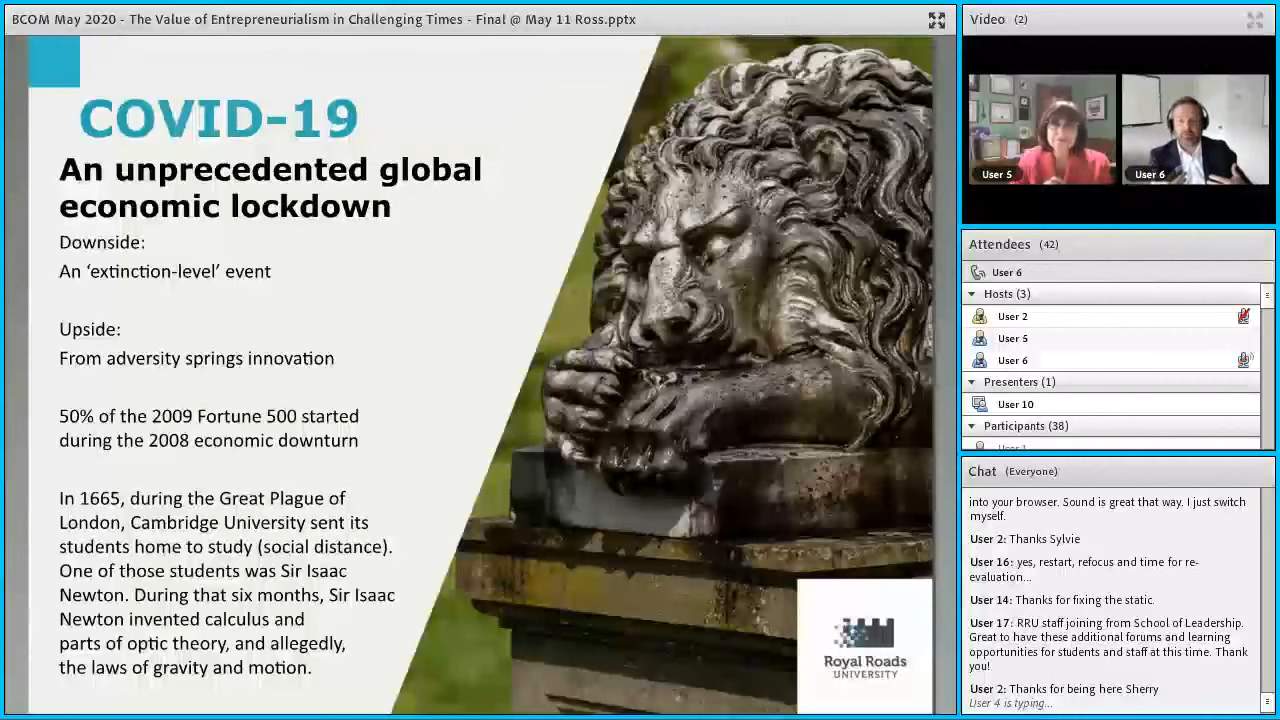 BCOM May 2020 - The Value of Entrepreneurialism in Challenging Times - Final @ May 11 Ross.pptx
COVID-19
An unprecedented global
economic lockdown
Downside:
An ‘extinction-level’ event
Upside:
From adversity springs innovation
50% of the 2009 Fortune 500 started
during the 2008 economic downturn
In 1665, during the Great Plague of
London, Cambridge University sent its
students home to study (social distance).
One of those students was Sir Isaac
Newton. During that six months, Sir Isaac
Newton invented calculus and
parts of optic theory, and allegedly,
the laws of gravity and motion.
Royal Roads
UNIVERSITY
Video (2)
User 5
User 6
Attendees (42)
User 6
Hosts (3)
User 2
User 5
User 6
Presenters (1)
User 10
Participants (38)
Chat (Everyone)
into your browser. Sound is great that way. I just switch
myself.
User 2: Thanks Sylvie
User 16: yes, restart, refocus and time for re-
evaluation...
User 14: Thanks for fixing the static.
User 17: RRU staff joining from School of Leadership.
Great to have these additional forums and learning
opportunities for students and staff at this time. Thank
you!
User 2: Thanks for being here Sherry
User 4 is typing...